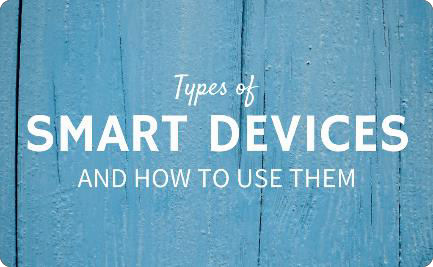 Types of
SMART DEVICES
AND HOW TO USE THEM